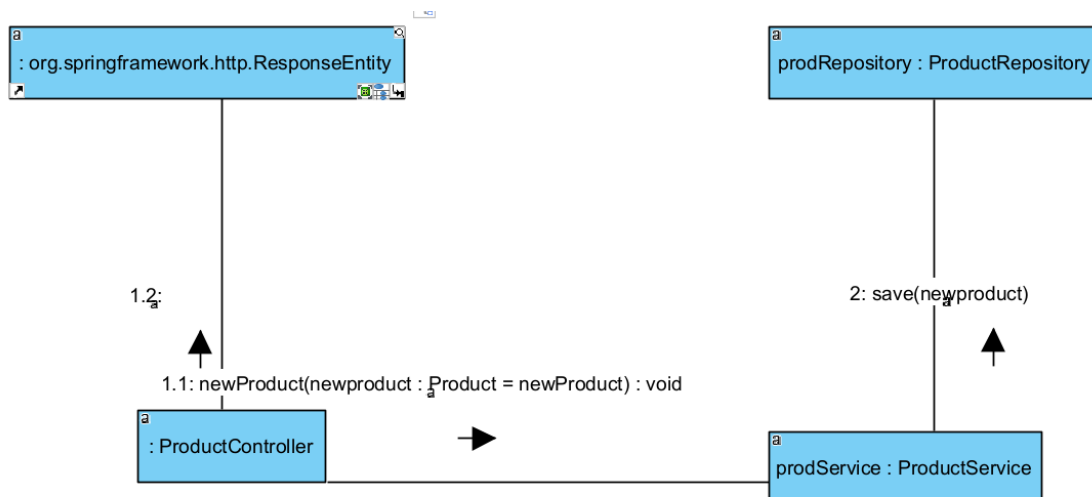 a
: org.springframework.http.ResponseEntity
a
prodRepository : ProductRepository
1.2:
a
2: save(newproduct)
a
1.1: newProduct(newproduct : Product = newProduct) : void
a
a
: ProductController
a
prodService : ProductService